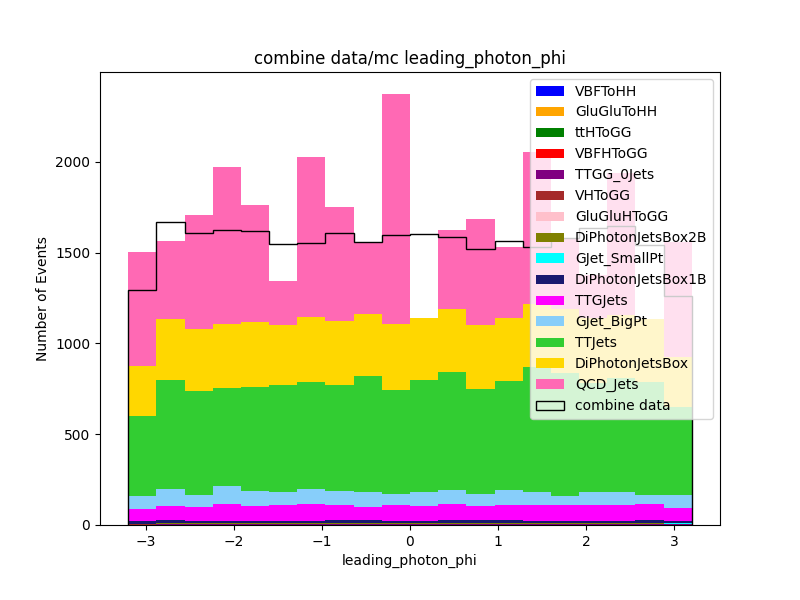 combine data/mc leading_photon_phi
Number of Events
2000
1500
1000
500
0
−3
−2
−1
0
1
2
3
leading_photon_phi
VBFToHH
GluGluToHH
ttHToGG
VBFHToGG
TTGG_0Jets
VHToGG
GluGluHToGG
DiPhotonJetsBox2B
GJet_SmallPt
DiPhotonJetsBox1B
TTGJets
GJet_BigPt
TTJets
DiPhotonJetsBox
QCD_Jets
combine data